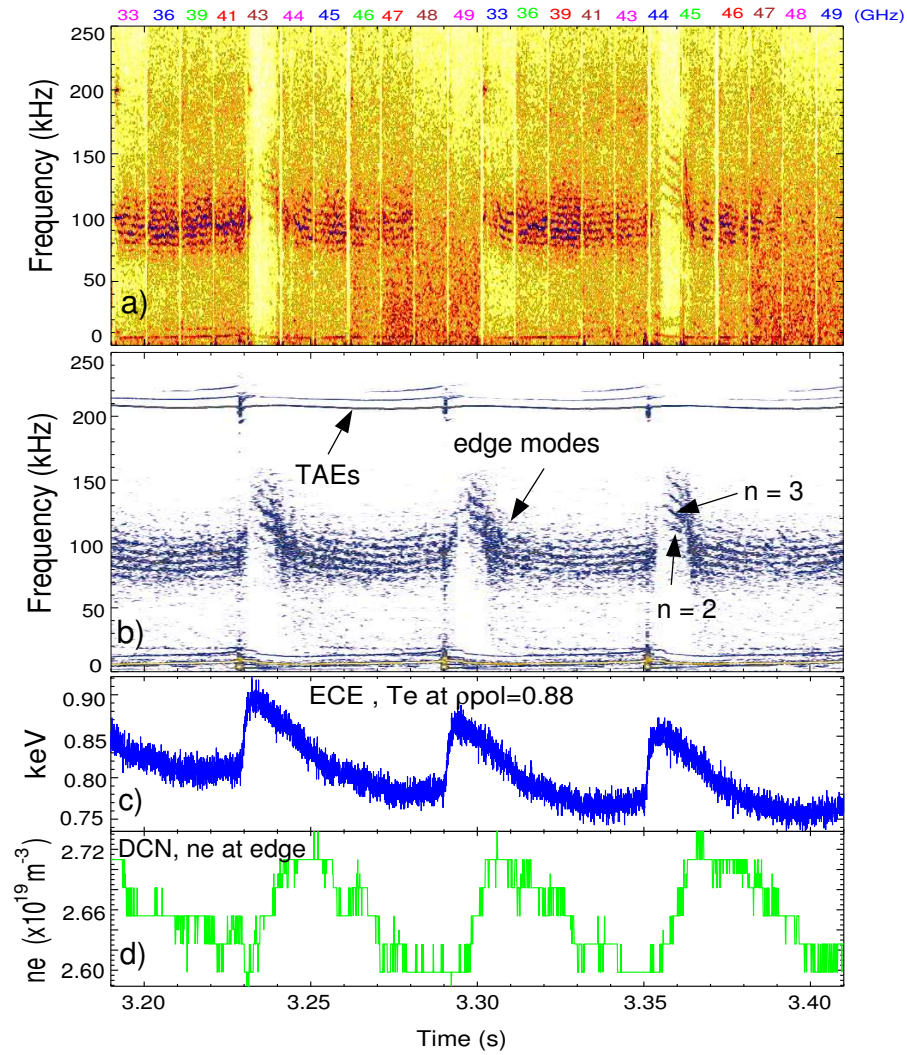 33 36 39 41 43 44 45 46 47 48 49 33 36 39 41 43 44 45 46 47 48 49 (GHz)
250
200
150
100
50
0
Frequency (kHz)
a)
250
200
150
100
50
0
Frequency (kHz)
TAEs
edge modes
n = 3
n = 2
b)
0.90
0.85
0.80
0.75
keV
ECE , Te at ρpol=0.88
c)
2.72
2.66
2.60
ne (x10¹⁹ m⁻³)
DCN, ne at edge
d)
3.20 3.25 3.30 3.35 3.40
Time (s)